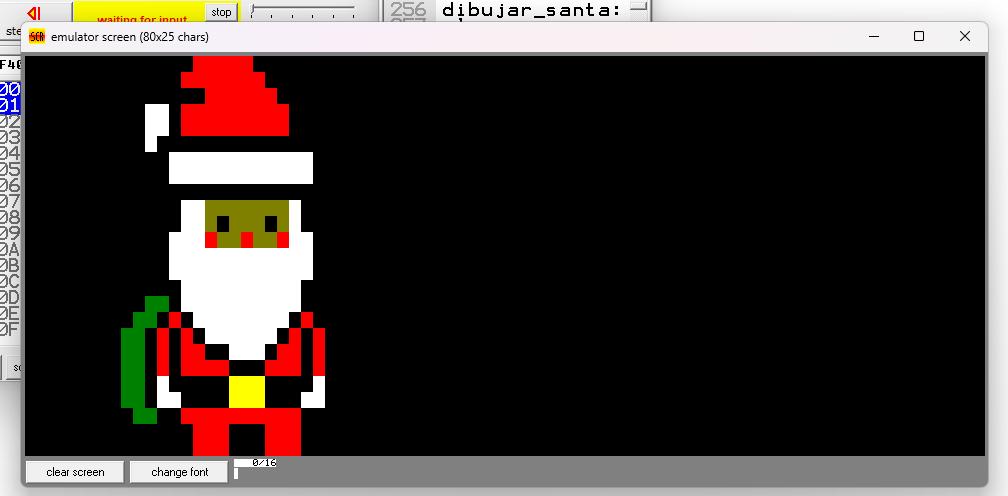 waiting for input
stop
256 dibujar_santa:
SCR emulator screen (80x25 chars)
F40
00
01
02
03
04
05
06
07
08
09
0A
0B
0C
0D
0E
0F
clear screen
change font
0/16